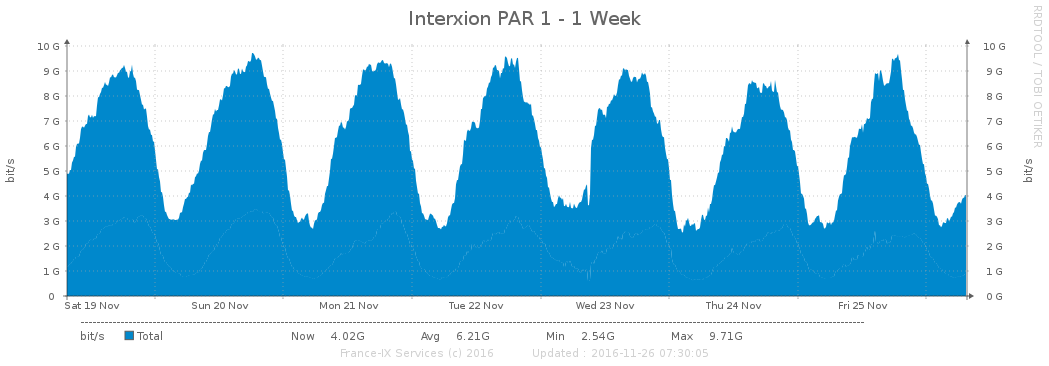 Interxion PAR 1 - 1 Week
RRDTOOL / TOBI OETIKER
bit/s
10 G 10 G
9 G 9 G
8 G 8 G
7 G 7 G
6 G 6 G
5 G 5 G
4 G 4 G
3 G 3 G
2 G 2 G
1 G 1 G
0 0 G
bit/s
Sat 19 Nov Sun 20 Nov Mon 21 Nov Tue 22 Nov Wed 23 Nov Thu 24 Nov Fri 25 Nov
bit/s Total Now 4.02G Avg 6.21G Min 2.54G Max 9.71G
France-IX Services (c) 2016 Updated : 2016-11-26 07:30:05